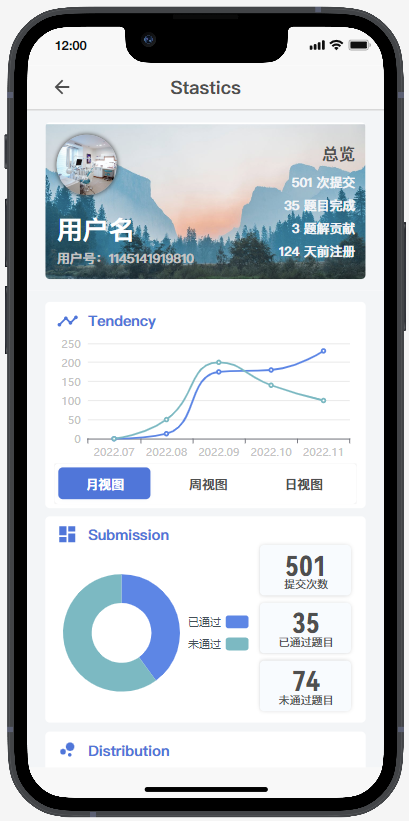 12:00
Stastics
总览
501 次提交
35 题目完成
3 题解贡献
124 天前注册
用户名
用户号：1145141919810
Tendency
250
200
150
100
50
0
2022.07 2022.08 2022.09 2022.10 2022.11
月视图 周视图 日视图
Submission
已通过
未通过
501
提交次数
35
已通过题目
74
未通过题目
Distribution